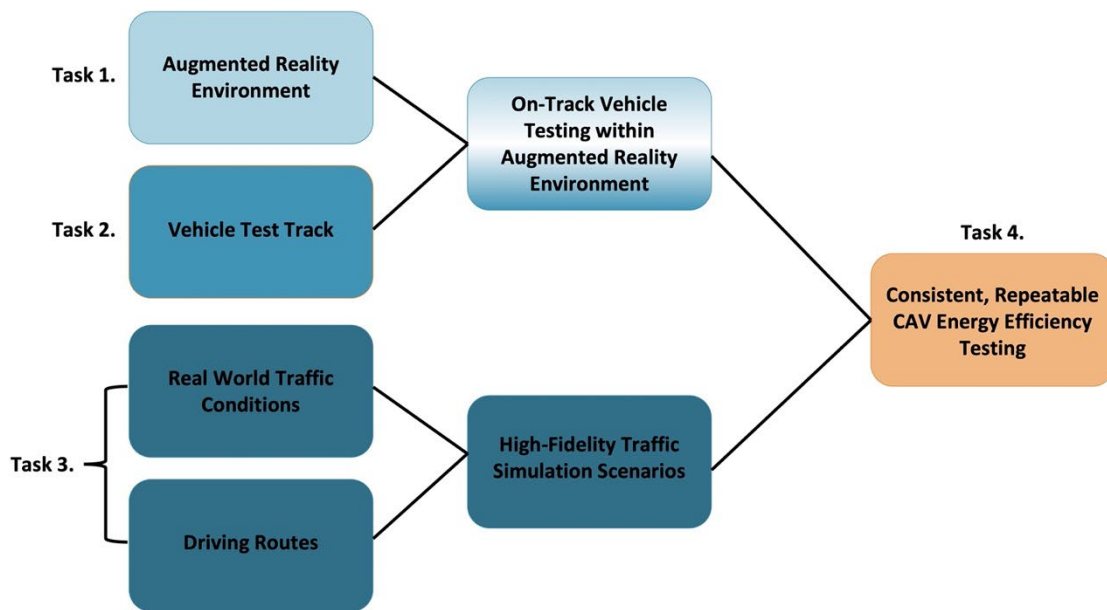 Task 1.
Augmented Reality
Environment
On-Track Vehicle
Testing within
Augmented Reality
Environment
Task 2.
Vehicle Test Track
Task 4.
Consistent, Repeatable
CAV Energy Efficiency
Testing
Task 3.
Real World Traffic
Conditions
Driving Routes
High-Fidelity Traffic
Simulation Scenarios